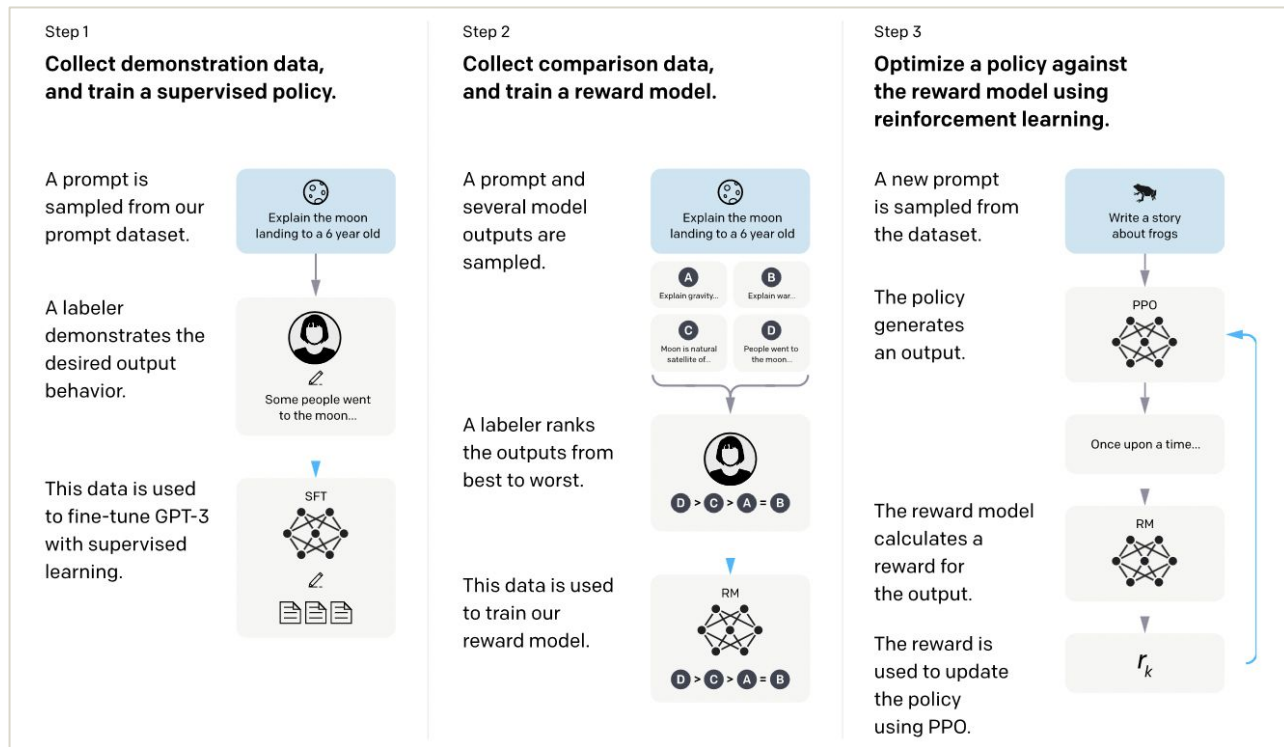 Step 1
Collect demonstration data,
and train a supervised policy.
A prompt is
sampled from our
prompt dataset.
Explain the moon
landing to a 6 year old
A labeler
demonstrates the
desired output
behavior.
Some people went
to the moon...
This data is used
to fine-tune GPT-3
with supervised
learning.
SFT
Step 2
Collect comparison data,
and train a reward model.
A prompt and
several model
outputs are
sampled.
Explain the moon
landing to a 6 year old
A
Explain gravity...
B
Explain war...
C
Moon is natural
satellite of...
D
People went to
the moon...
A labeler ranks
the outputs from
best to worst.
D > C > A = B
This data is used
to train our
reward model.
RM
D > C > A = B
Step 3
Optimize a policy against
the reward model using
reinforcement learning.
A new prompt
is sampled from
the dataset.
Write a story
about frogs
The policy
generates
an output.
PPO
Once upon a time...
The reward model
calculates a
reward for
the output.
RM
The reward is
used to update
the policy
using PPO.
r_k